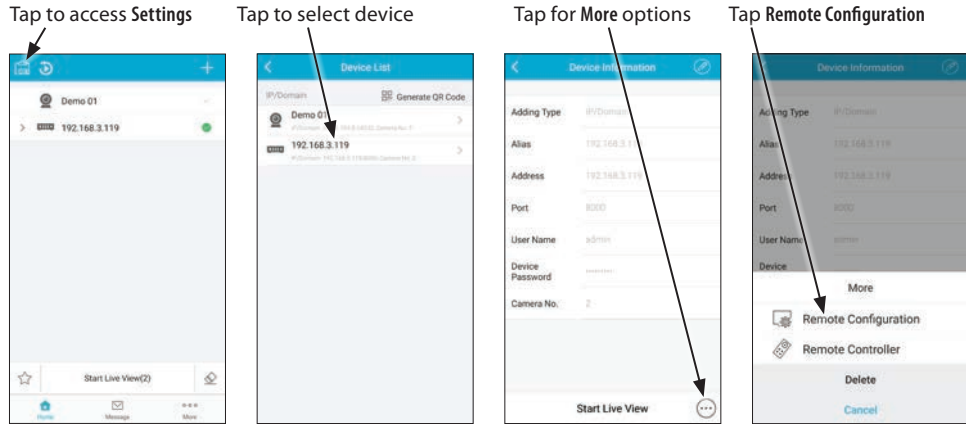 Tap to access Settings
Tap to select device
Tap for More options
Tap Remote Configuration
Demo 01
192.168.3.119
Start Live View(2)
Home
Message
More
Device List
IP/Domain
Generate QR Code
Demo 01
192.168.3.119
Device Information
Adding Type IP/Domain
Alias 192.168.3.119
Address 192.168.3.119
Port 8000
User Name admin
Device
Password
Camera No. 2
Start Live View
Device Information
Adding Type IP/Domain
Alias 192.168.3.119
Address 192.168.3.119
Port 8000
User Name admin
Device
More
Remote Configuration
Remote Controller
Delete
Cancel